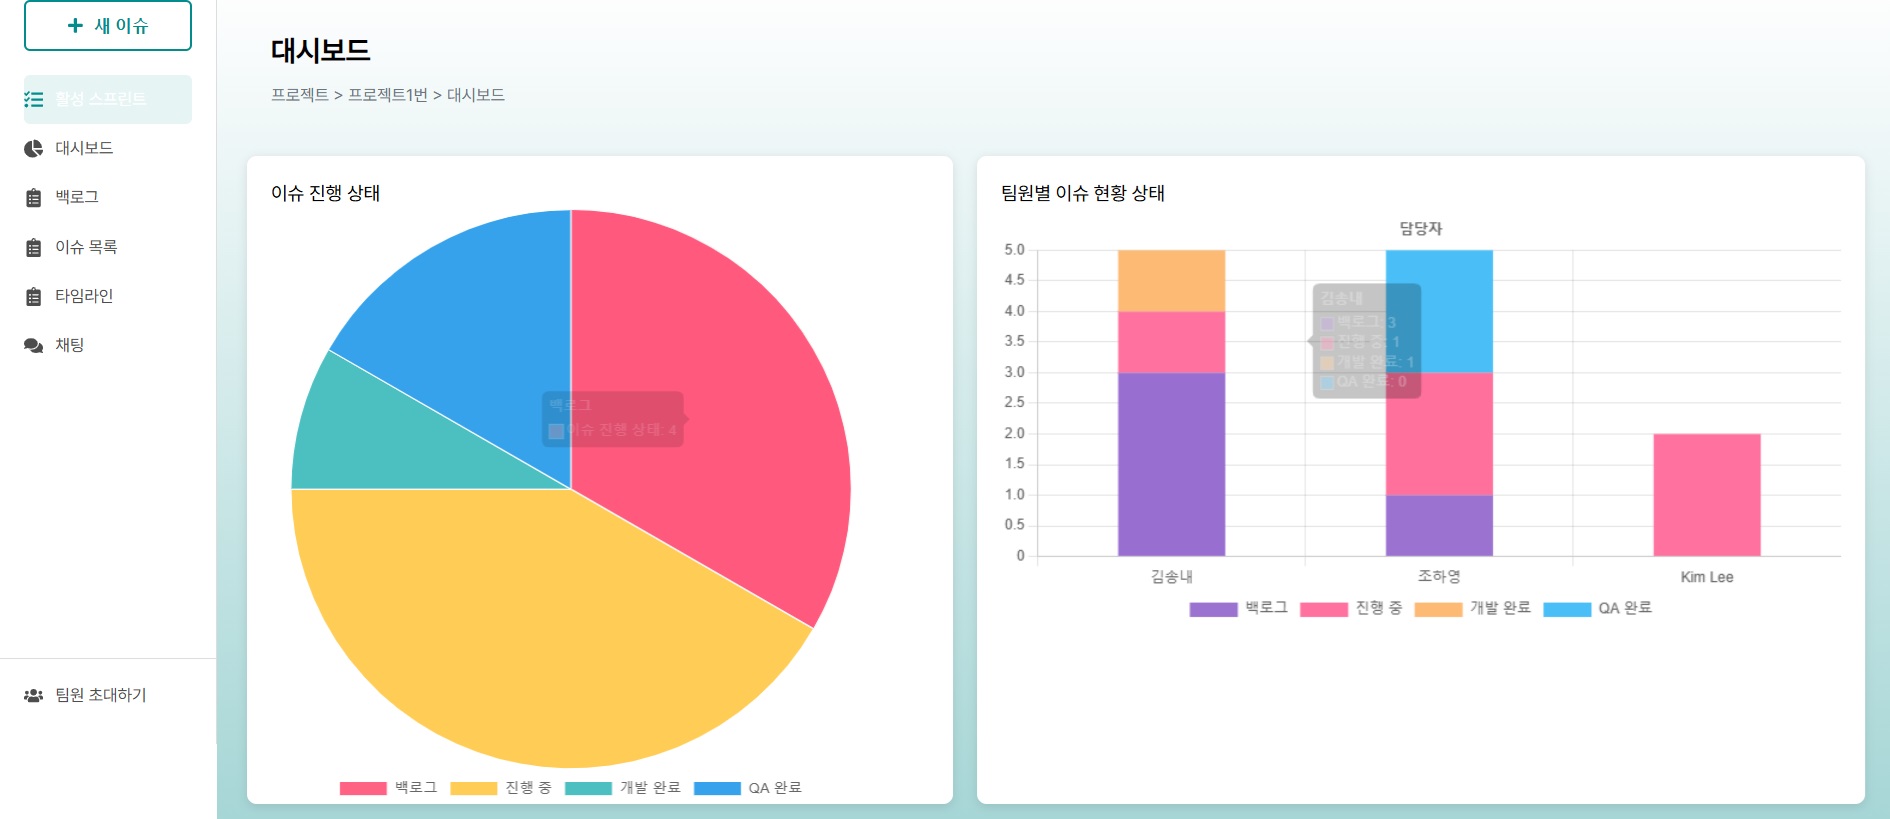 새 이슈
활성 스프린트
대시보드
백로그
이슈 목록
타임라인
채팅
팀원 초대하기
대시보드
프로젝트 > 프로젝트1번 > 대시보드
이슈 진행 상태
백로그
이슈 진행 상태: 4
백로그 진행 중 개발 완료 QA 완료
팀원별 이슈 현황 상태
담당자
5.0
4.5
4.0
3.5
3.0
2.5
2.0
1.5
1.0
0.5
0
김송내
백로그: 3
진행 중: 1
개발 완료: 1
QA 완료: 0
김송내 조하영 Kim Lee
백로그 진행 중 개발 완료 QA 완료